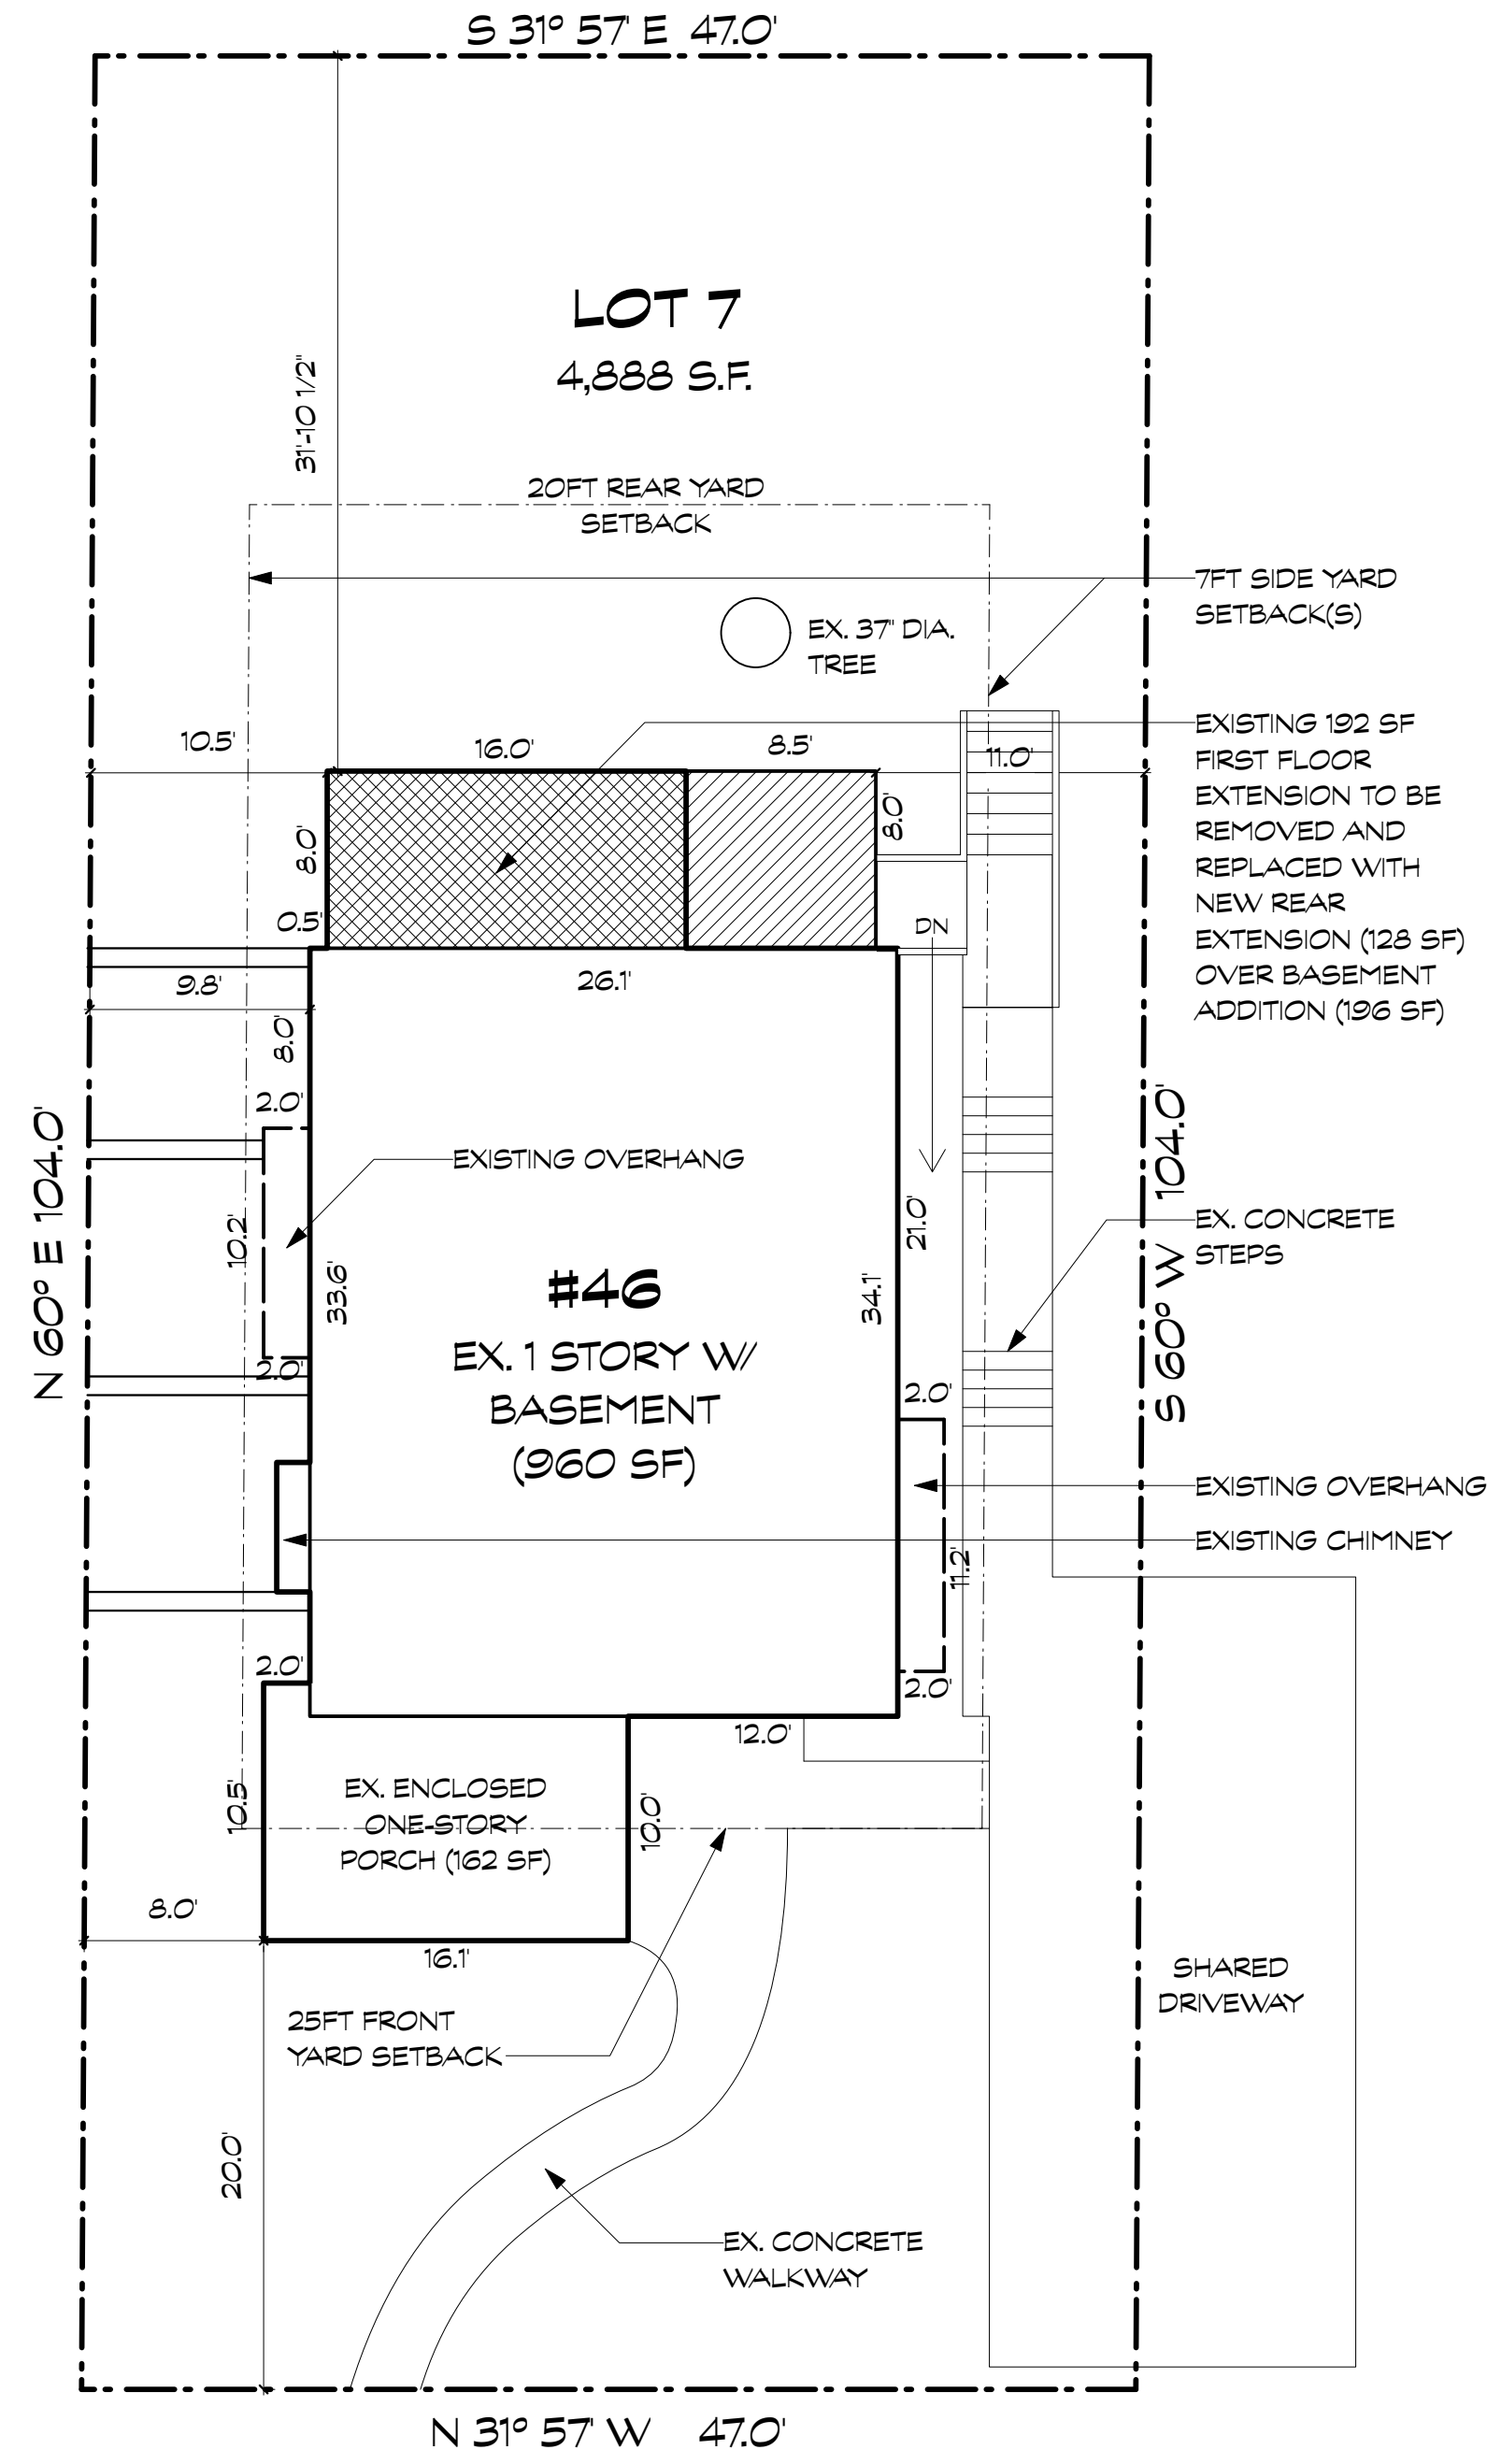 S 31° 57' E 47.0'
LOT 7
4,888 S.F.
31'-10 1/2"
20FT REAR YARD
SETBACK
7FT SIDE YARD
SETBACK(S)
EX. 37" DIA.
TREE
EXISTING 192 SF
FIRST FLOOR
EXTENSION TO BE
REMOVED AND
REPLACED WITH
NEW REAR
EXTENSION (128 SF)
OVER BASEMENT
ADDITION (196 SF)
10.5'
16.0'
8.5'
11.0'
8.0'
8.0'
0.5'
DN
26.1'
9.8'
8.0'
2.0'
EXISTING OVERHANG
N 60° E 104.0'
S 60° W 104.0'
10.2'
33.6'
21.0'
34.1'
EX. CONCRETE
STEPS
#46
EX. 1 STORY W/
BASEMENT
(960 SF)
2.0'
2.0'
EXISTING OVERHANG
EXISTING CHIMNEY
11.2'
2.0'
2.0'
12.0'
10.5'
EX. ENCLOSED
ONE-STORY
PORCH (162 SF)
10.0'
8.0'
16.1'
SHARED
DRIVEWAY
25FT FRONT
YARD SETBACK
20.0'
EX. CONCRETE
WALKWAY
N 31° 57' W 47.0'